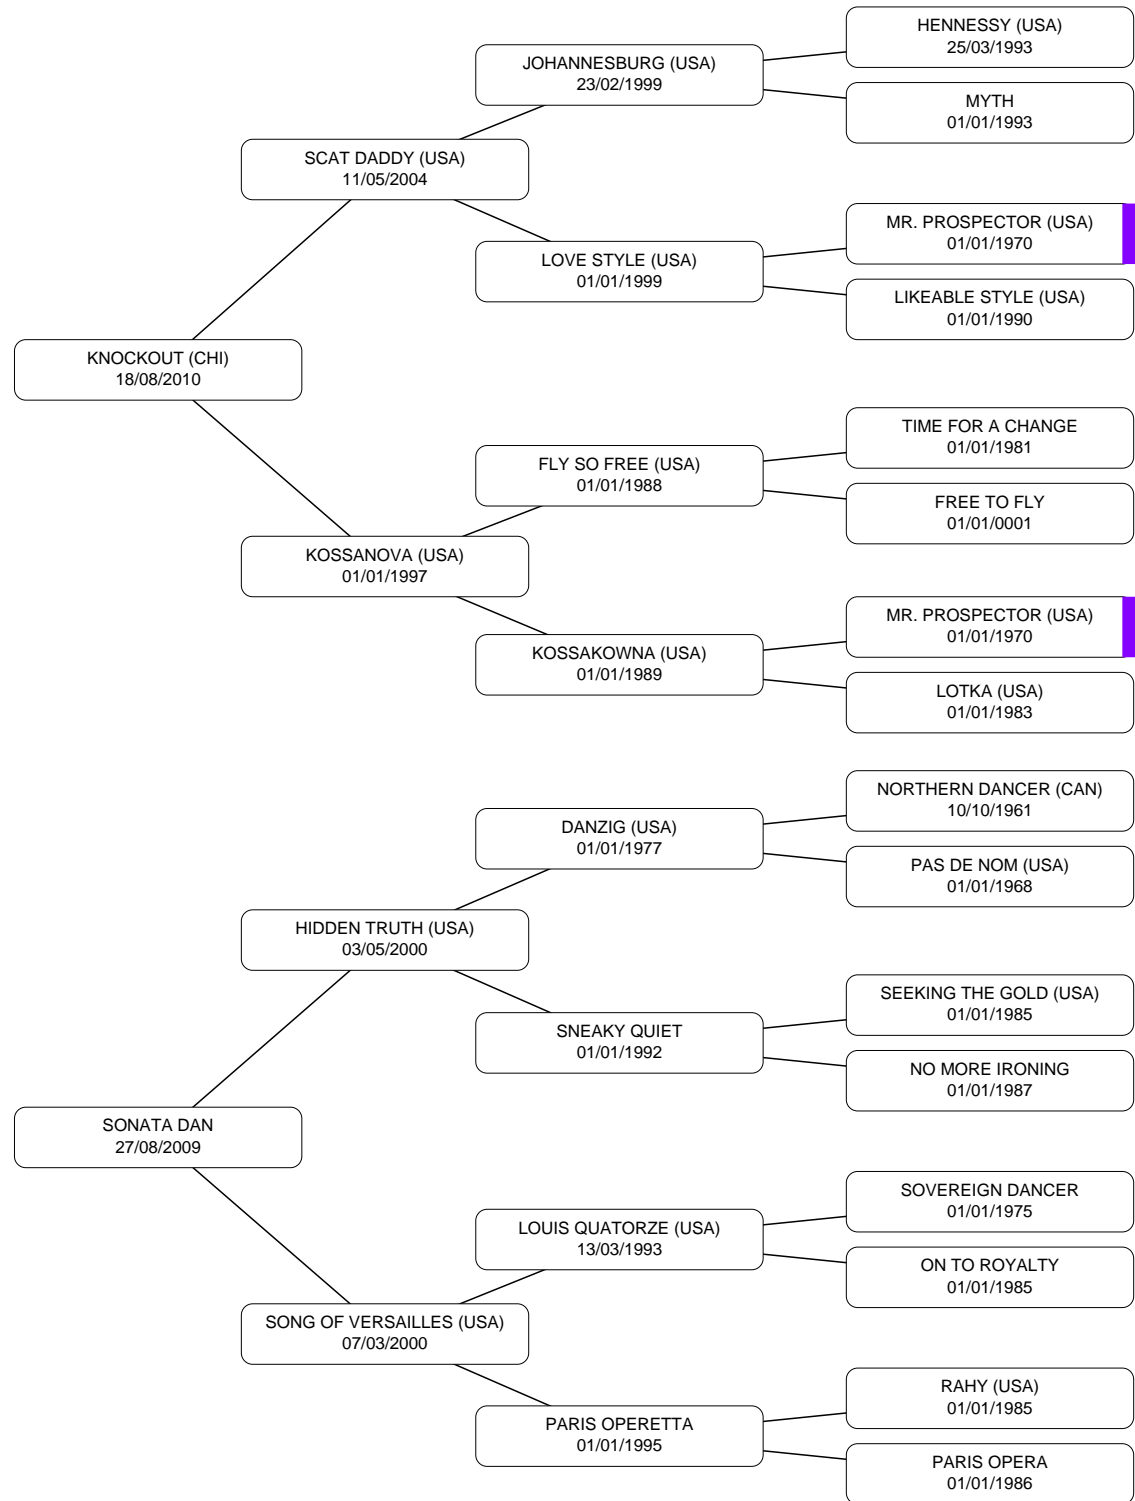 HENNESSY (USA)
25/03/1993
JOHANNESBURG (USA)
23/02/1999
MYTH
01/01/1993
SCAT DADDY (USA)
11/05/2004
MR. PROSPECTOR (USA)
01/01/1970
LOVE STYLE (USA)
01/01/1999
LIKEABLE STYLE (USA)
01/01/1990
KNOCKOUT (CHI)
18/08/2010
TIME FOR A CHANGE
01/01/1981
FLY SO FREE (USA)
01/01/1988
FREE TO FLY
01/01/0001
KOSSANOVA (USA)
01/01/1997
MR. PROSPECTOR (USA)
01/01/1970
KOSSAKOWNA (USA)
01/01/1989
LOTKA (USA)
01/01/1983
NORTHERN DANCER (CAN)
10/10/1961
DANZIG (USA)
01/01/1977
PAS DE NOM (USA)
01/01/1968
HIDDEN TRUTH (USA)
03/05/2000
SEEKING THE GOLD (USA)
01/01/1985
SNEAKY QUIET
01/01/1992
NO MORE IRONING
01/01/1987
SONATA DAN
27/08/2009
SOVEREIGN DANCER
01/01/1975
LOUIS QUATORZE (USA)
13/03/1993
ON TO ROYALTY
01/01/1985
SONG OF VERSAILLES (USA)
07/03/2000
RAHY (USA)
01/01/1985
PARIS OPERETTA
01/01/1995
PARIS OPERA
01/01/1986